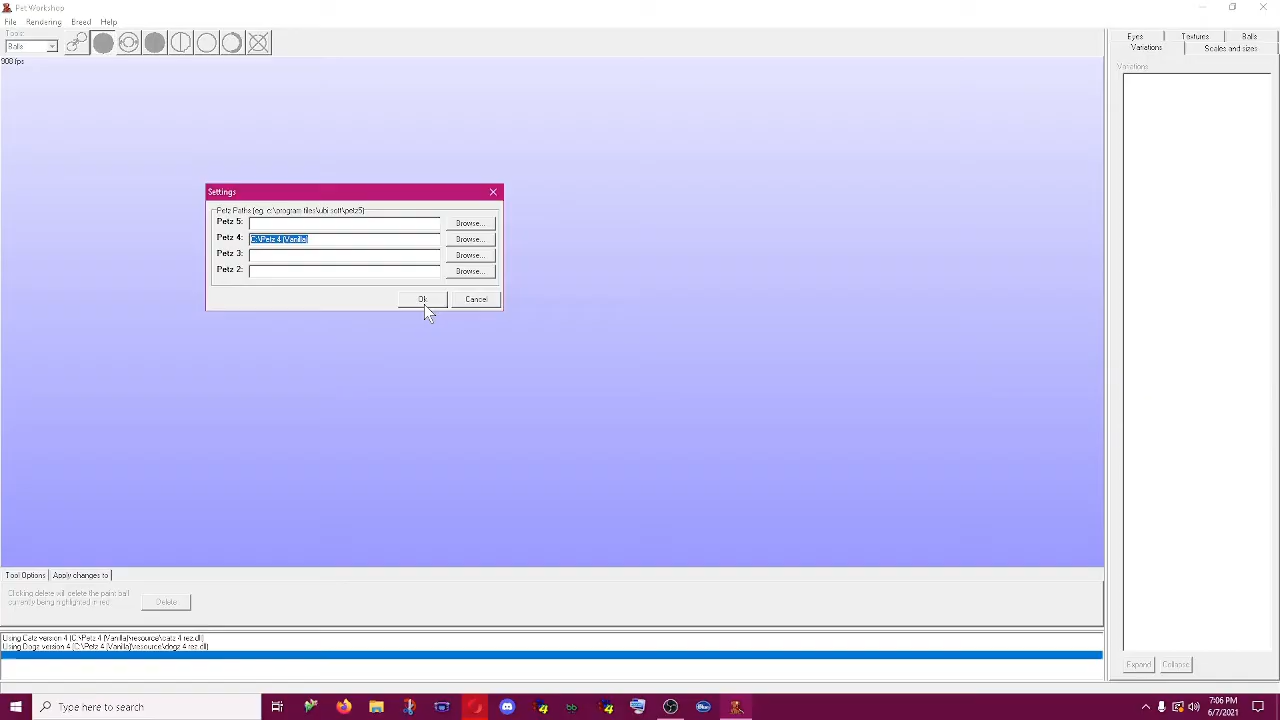 Pet Workshop
File Rendering Breed Help
Tools:
Balls
908 fps
Eyes Textures Balls
Variations Scales and sizes
Variations
Settings
Petz Paths (eg. c:\program files\ubi soft\petz5)
Petz 5: Browse...
Petz 4: C:\Petz 4 (Vanilla) Browse...
Petz 3: Browse...
Petz 2: Browse...
Ok Cancel
Tool Options Apply changes to
Clicking delete will delete the paint ball
currently being highlighted in red.
Delete
Using Catz version 4 (C:\Petz 4 (Vanilla)\resource\catz 4 rez.dll)
Using Dogz version 4 (C:\Petz 4 (Vanilla)\resource\dogz 4 rez.dll)
Expand Collapse
Type here to search
7:06 PM
6/7/2021